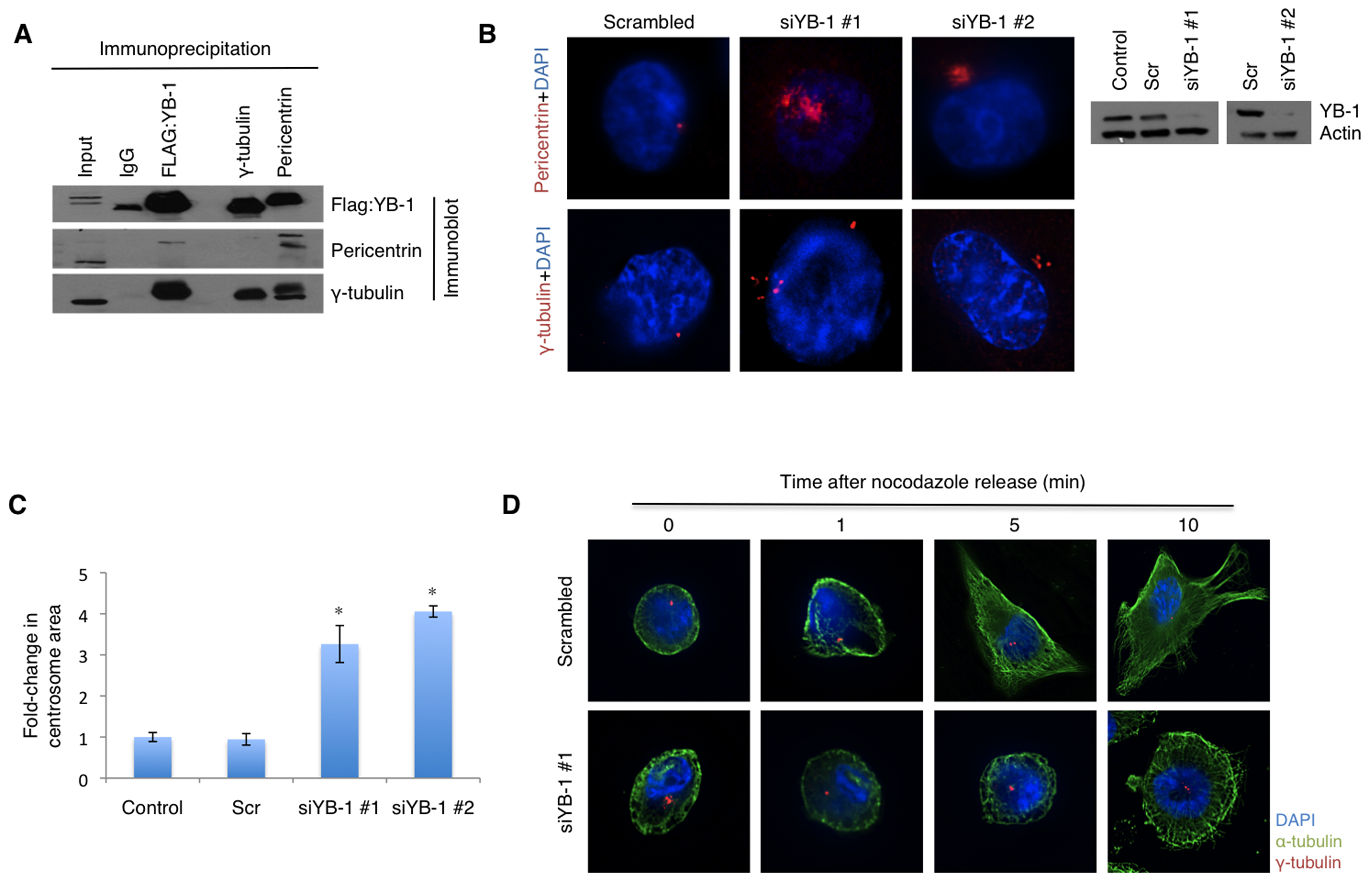 A
Immunoprecipitation
Input
IgG
FLAG:YB-1
γ-tubulin
Pericentrin
Flag:YB-1
Pericentrin
γ-tubulin
Immunoblot
B
Scrambled
siYB-1 #1
siYB-1 #2
Pericentrin+DAPI
γ-tubulin+DAPI
Control
Scr
siYB-1 #1
Scr
siYB-1 #2
YB-1
Actin
C
Fold-change in
centrosome area
5
4
3
2
1
0
*
*
Control
Scr
siYB-1 #1
siYB-1 #2
D
Time after nocodazole release (min)
0
1
5
10
Scrambled
siYB-1 #1
DAPI
α-tubulin
γ-tubulin